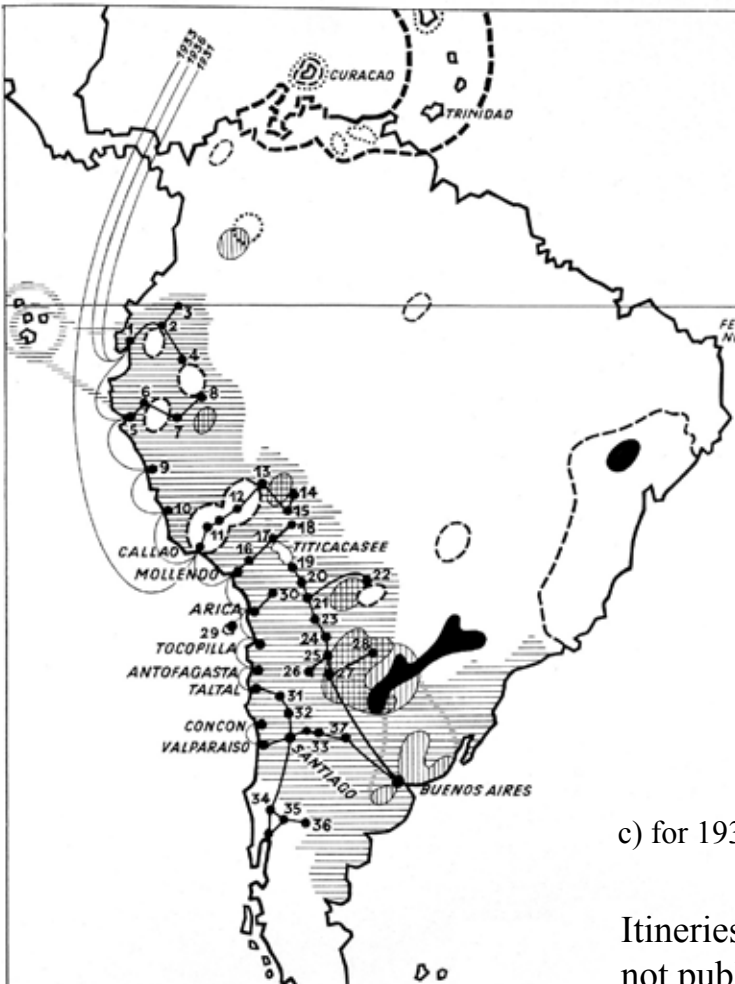 1933
1936
1937
CURACAO
TRINIDAD
3
2
1
4
FE
6
8
5
7
9
13
14
12
10
15
11
18
17
CALLAO
TITICACASEE
16
MOLLENDO
19
20
22
30
21
ARICA
23
29
24
TOCOPILLA
25
28
26
27
ANTOFAGASTA
TALTAL
31
32
CONCON
37
33
VALPARAISO
SANTIAGO
BUENOS AIRES
34
35
36
c) for 193
Itineries
not pub